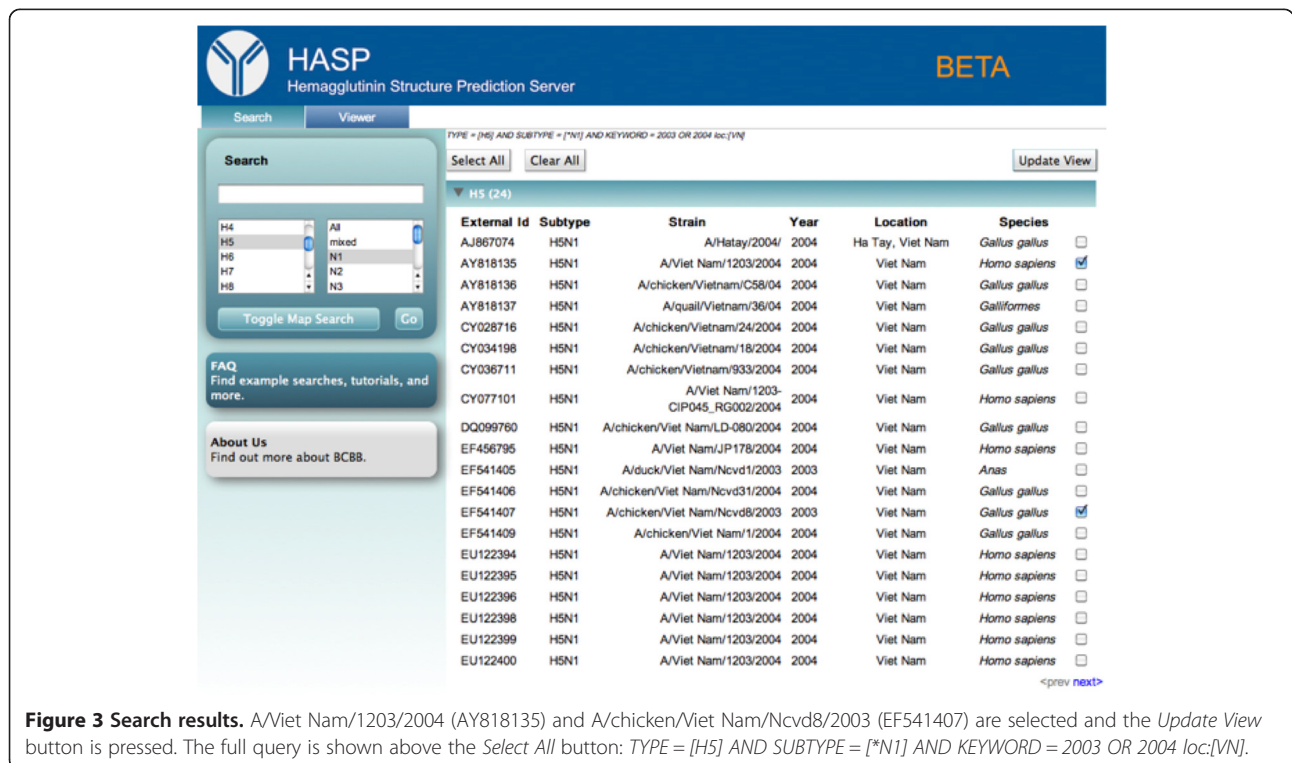 HASP
Hemagglutinin Structure Prediction Server
BETA
Search
Viewer
TYPE = [H5] AND SUBTYPE = [*N1] AND KEYWORD = 2003 OR 2004 loc:[VN]
Search
Select All
Clear All
Update View
H4
H5
H6
H7
H8
All
mixed
N1
N2
N3
Toggle Map Search
Go
FAQ
Find example searches, tutorials, and
more.
About Us
Find out more about BCBB.
H5 (24)
External Id Subtype Strain Year Location Species
AJ867074 H5N1 A/Hatay/2004/ 2004 Ha Tay, Viet Nam Gallus gallus
AY818135 H5N1 A/Viet Nam/1203/2004 2004 Viet Nam Homo sapiens
AY818136 H5N1 A/chicken/Vietnam/C58/04 2004 Viet Nam Gallus gallus
AY818137 H5N1 A/quail/Vietnam/36/04 2004 Viet Nam Galliformes
CY028716 H5N1 A/chicken/Vietnam/24/2004 2004 Viet Nam Gallus gallus
CY034198 H5N1 A/chicken/Vietnam/18/2004 2004 Viet Nam Gallus gallus
CY036711 H5N1 A/chicken/Vietnam/933/2004 2004 Viet Nam Gallus gallus
CY077101 H5N1 A/Viet Nam/1203-
CIP045_RG002/2004 2004 Viet Nam Homo sapiens
DQ099760 H5N1 A/chicken/Viet Nam/LD-080/2004 2004 Viet Nam Gallus gallus
EF456795 H5N1 A/Viet Nam/JP178/2004 2004 Viet Nam Homo sapiens
EF541405 H5N1 A/duck/Viet Nam/Ncvd1/2003 2003 Viet Nam Anas
EF541406 H5N1 A/chicken/Viet Nam/Ncvd31/2004 2004 Viet Nam Gallus gallus
EF541407 H5N1 A/chicken/Viet Nam/Ncvd8/2003 2003 Viet Nam Gallus gallus
EF541409 H5N1 A/chicken/Viet Nam/1/2004 2004 Viet Nam Gallus gallus
EU122394 H5N1 A/Viet Nam/1203/2004 2004 Viet Nam Homo sapiens
EU122395 H5N1 A/Viet Nam/1203/2004 2004 Viet Nam Homo sapiens
EU122396 H5N1 A/Viet Nam/1203/2004 2004 Viet Nam Homo sapiens
EU122398 H5N1 A/Viet Nam/1203/2004 2004 Viet Nam Homo sapiens
EU122399 H5N1 A/Viet Nam/1203/2004 2004 Viet Nam Homo sapiens
EU122400 H5N1 A/Viet Nam/1203/2004 2004 Viet Nam Homo sapiens
<prev next>
Figure 3 Search results. A/Viet Nam/1203/2004 (AY818135) and A/chicken/Viet Nam/Ncvd8/2003 (EF541407) are selected and the Update View
button is pressed. The full query is shown above the Select All button: TYPE = [H5] AND SUBTYPE = [*N1] AND KEYWORD = 2003 OR 2004 loc:[VN].